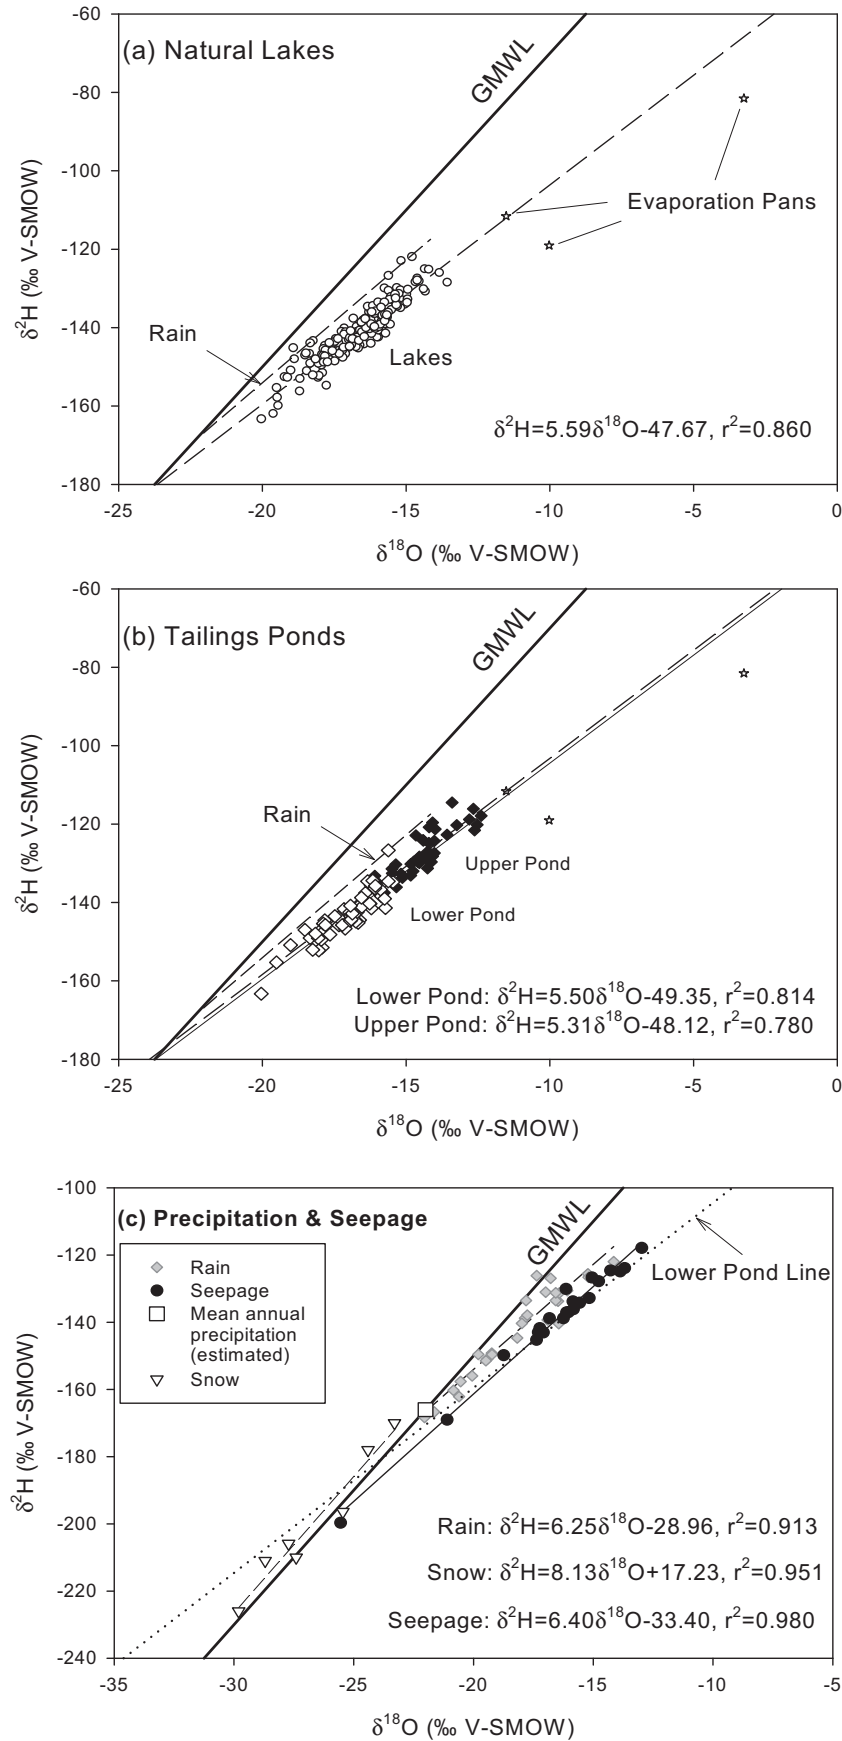 (a) Natural Lakes
GMWL
Evaporation Pans
Rain
Lakes
δ²H=5.59δ¹⁸O-47.67, r²=0.860
δ²H (‰ V-SMOW)
-60
-80
-100
-120
-140
-160
-180
-25 -20 -15 -10 -5 0
δ¹⁸O (‰ V-SMOW)
(b) Tailings Ponds
GMWL
Rain
Upper Pond
Lower Pond
Lower Pond: δ²H=5.50δ¹⁸O-49.35, r²=0.814
Upper Pond: δ²H=5.31δ¹⁸O-48.12, r²=0.780
δ²H (‰ V-SMOW)
-60
-80
-100
-120
-140
-160
-180
-25 -20 -15 -10 -5 0
δ¹⁸O (‰ V-SMOW)
(c) Precipitation & Seepage
GMWL
Rain
Seepage
Mean annual
precipitation
(estimated)
Snow
Lower Pond Line
Rain: δ²H=6.25δ¹⁸O-28.96, r²=0.913
Snow: δ²H=8.13δ¹⁸O+17.23, r²=0.951
Seepage: δ²H=6.40δ¹⁸O-33.40, r²=0.980
δ²H (‰ V-SMOW)
-100
-120
-140
-160
-180
-200
-220
-240
-35 -30 -25 -20 -15 -10 -5
δ¹⁸O (‰ V-SMOW)